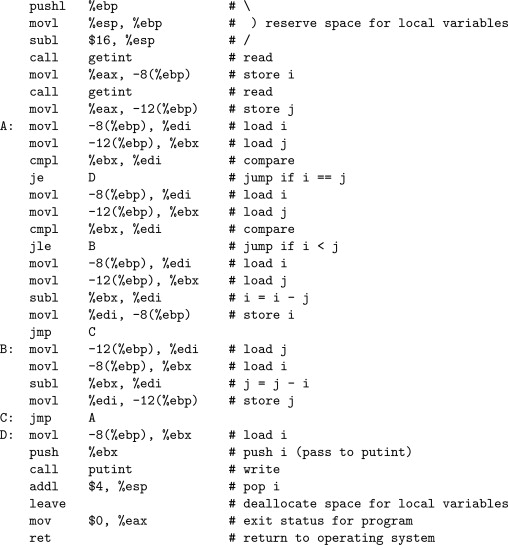 pushl %ebp # \
movl %esp, %ebp # ) reserve space for local variables
subl $16, %esp # /
call getint # read
movl %eax, -8(%ebp) # store i
call getint # read
movl %eax, -12(%ebp) # store j
A: movl -8(%ebp), %edi # load i
movl -12(%ebp), %ebx # load j
cmpl %ebx, %edi # compare
je D # jump if i == j
movl -8(%ebp), %edi # load i
movl -12(%ebp), %ebx # load j
cmpl %ebx, %edi # compare
jle B # jump if i < j
movl -8(%ebp), %edi # load i
movl -12(%ebp), %ebx # load j
subl %ebx, %edi # i = i - j
movl %edi, -8(%ebp) # store i
jmp C
B: movl -12(%ebp), %edi # load j
movl -8(%ebp), %ebx # load i
subl %ebx, %edi # j = j - i
movl %edi, -12(%ebp) # store j
C: jmp A
D: movl -8(%ebp), %ebx # load i
push %ebx # push i (pass to putint)
call putint # write
addl $4, %esp # pop i
leave # deallocate space for local variables
mov $0, %eax # exit status for program
ret # return to operating system